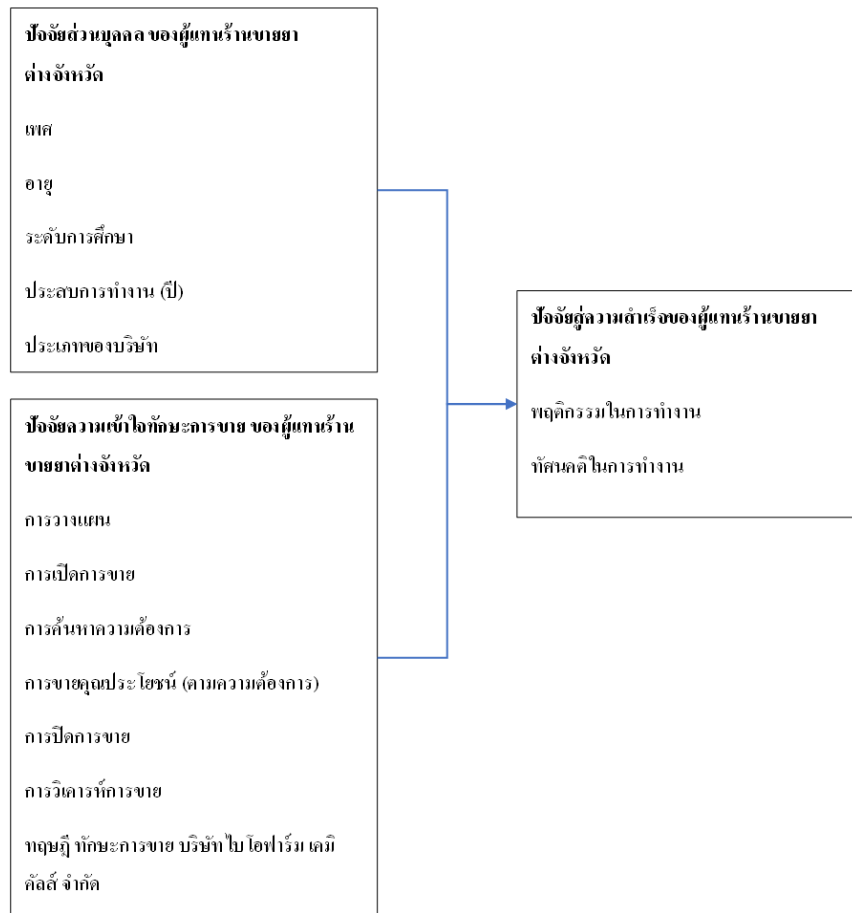 ปัจจัยส่วนบุคคล ของผู้แทนร้านขายยา
ต่างจังหวัด
เพศ
อายุ
ระดับการศึกษา
ประสบการทำงาน (ปี)
ประเภทของบริษัท
ปัจจัยความเข้าใจทักษะการขาย ของผู้แทนร้าน
ขายยาต่างจังหวัด
การวางแผน
การเปิดการขาย
การค้นหาความต้องการ
การขายคุณประโยชน์ (ตามความต้องการ)
การปิดการขาย
การวิเคารห์การขาย
ทฤษฎี ทักษะการขาย บริษัท ไบโอฟาร์ม เคมิ
คัลส์ จำกัด
ปัจจัยสู่ความสำเร็จของผู้แทนร้านขายยา
ต่างจังหวัด
พฤติกรรมในการทำงาน
ทัศนคติในการทำงาน